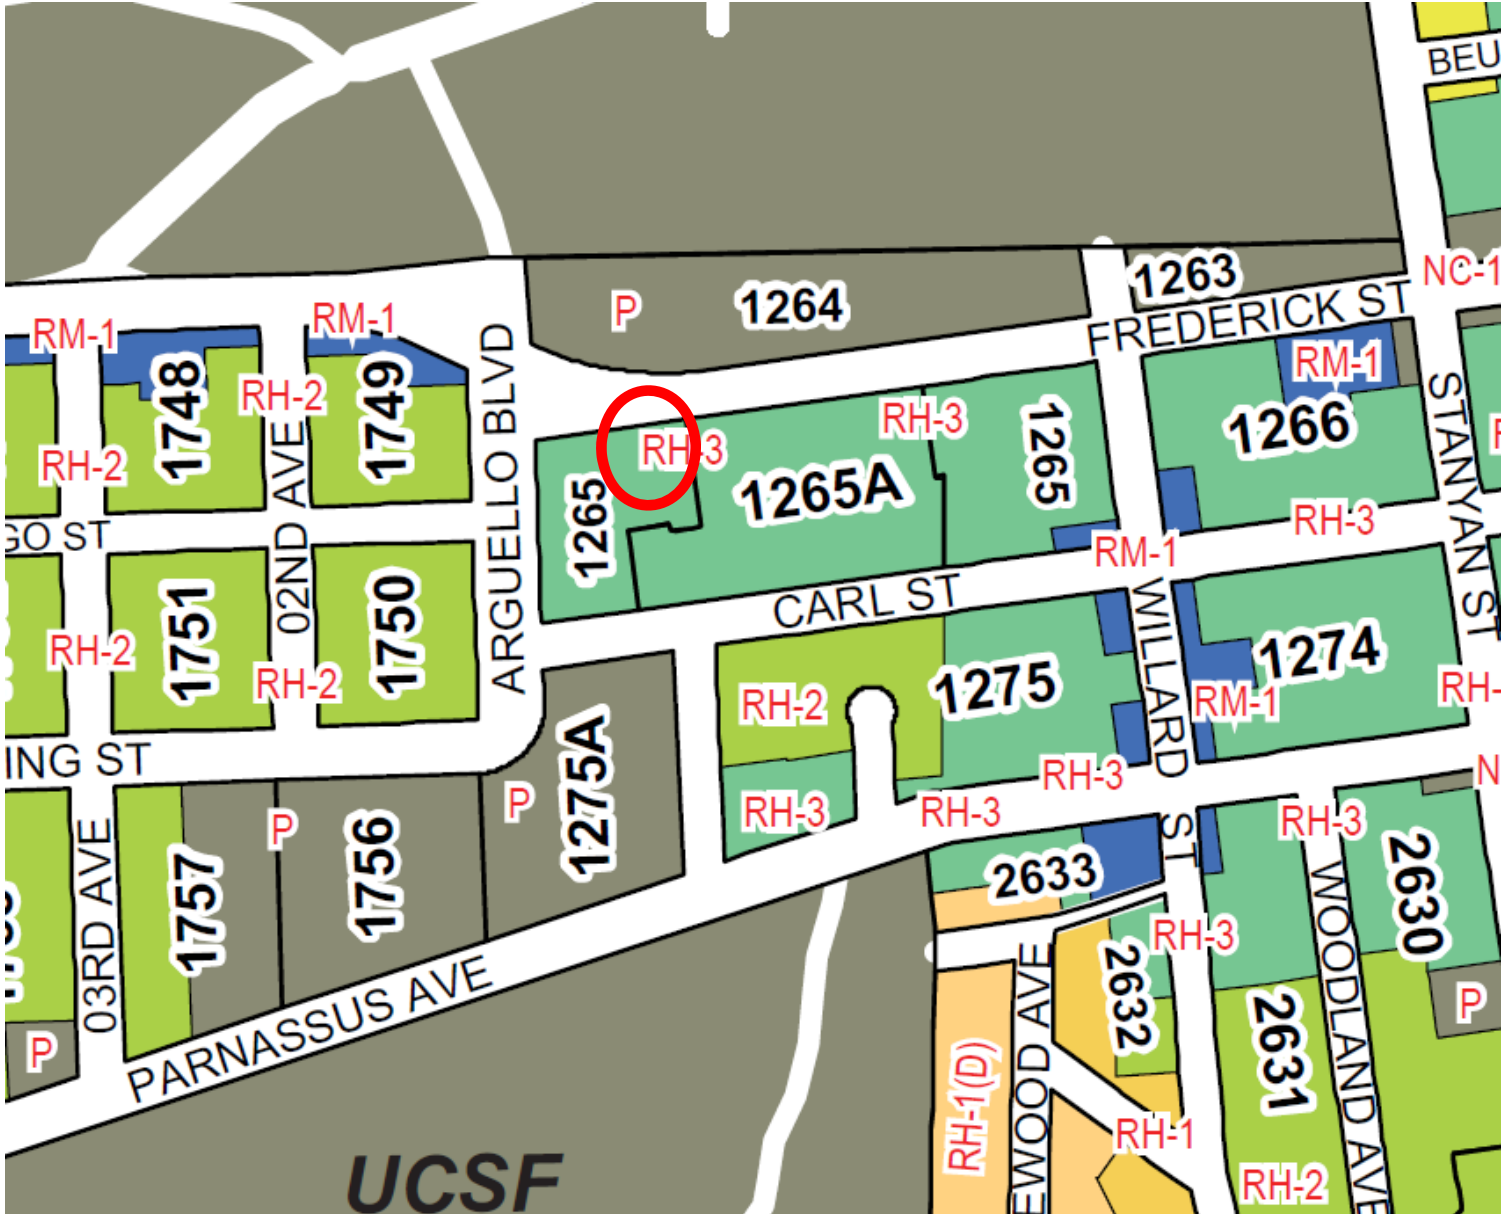 BEU
NC-1
1263
P
1264
FREDERICK ST
RM-1
RM-1
RM-1
1748
RH-2
1749
ARGUELLO BLVD
RH-3
RH-3
1265
1266
STANYAN ST
RH-2
02ND AVE
1265
1265A
RH-3
GO ST
RM-1
CARL ST
WILLARD ST
RH-2
1751
RH-2
1750
1274
RH-2
1275
RM-1
RH-
ING ST
P
1275A
RH-3
RH-3
RH-3
RH-3
N
P
1756
1757
03RD AVE
2633
2630
WOODLAND AVE
RH-3
2632
P
P
PARNASSUS AVE
EWOOD AVE
2631
RH-1(D)
RH-1
RH-2
UCSF